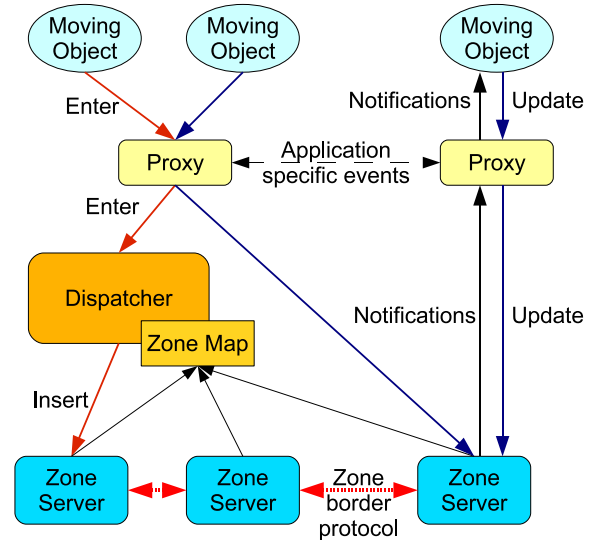 Moving
Object
Moving
Object
Moving
Object
Enter
Notifications
Update
Proxy
Application
specific events
Proxy
Enter
Dispatcher
Zone Map
Notifications
Update
Insert
Zone
Server
Zone
Server
Zone
border
protocol
Zone
Server